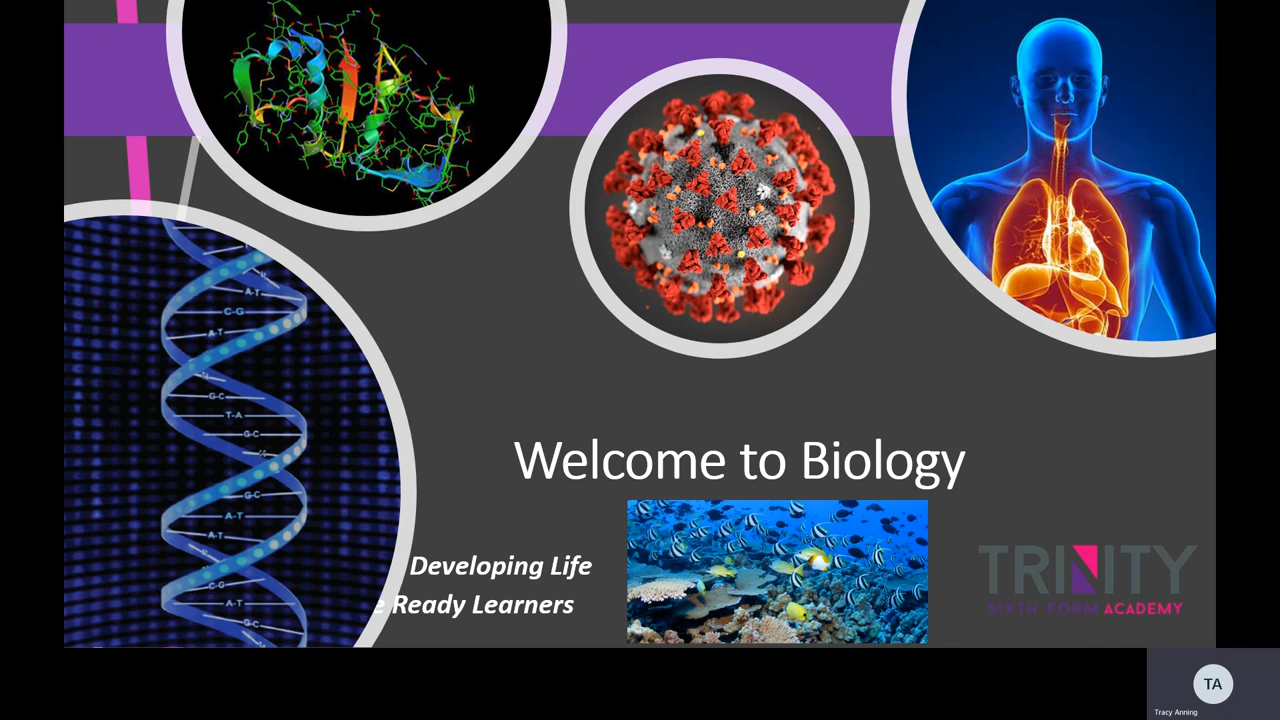 A-T
C-G
A-T
G-C
T-A
G-C
G-C
A-T
A-T
C-G
A-T
G-C
Welcome to Biology
Developing Life
e Ready Learners
TRINITY
SIXTH FORM ACADEMY
TA
Tracy Anning